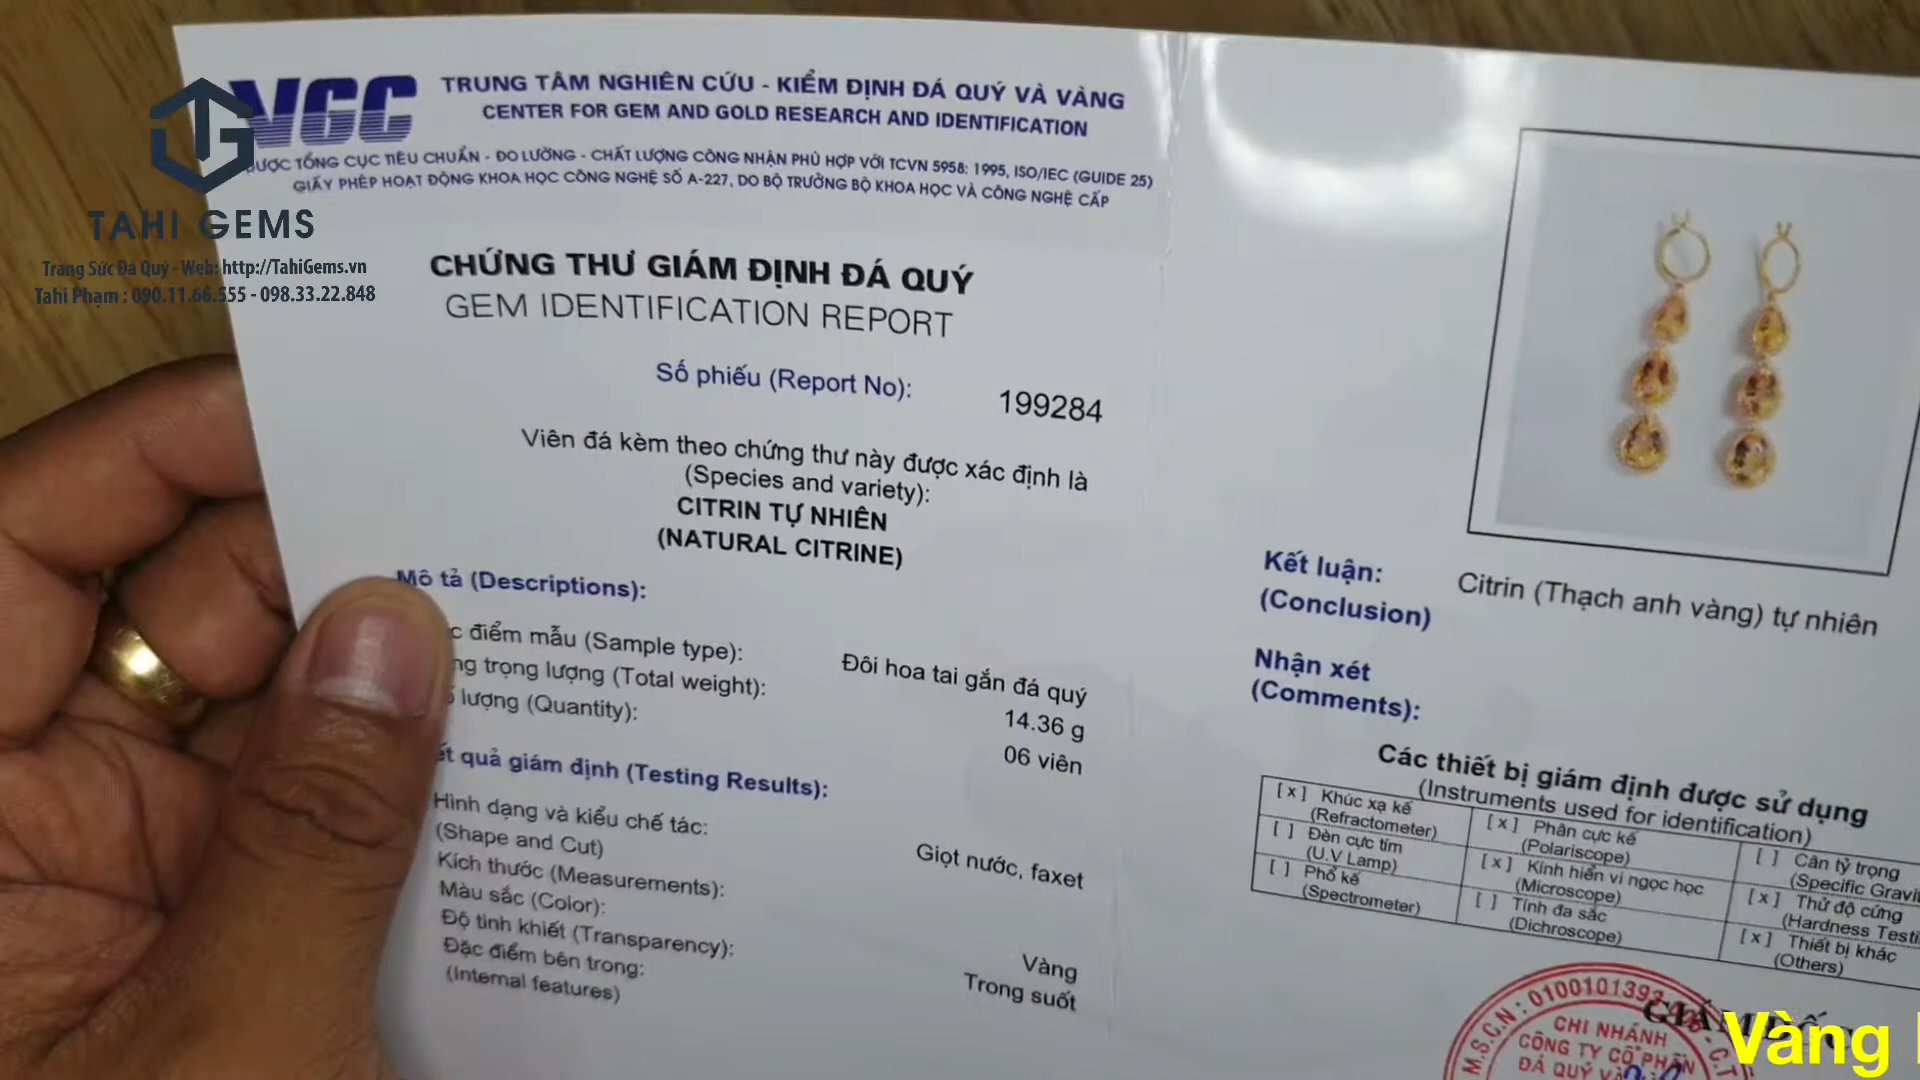 VGC
TRUNG TÂM NGHIÊN CỨU - KIỂM ĐỊNH ĐÁ QUÝ VÀ VÀNG
CENTER FOR GEM AND GOLD RESEARCH AND IDENTIFICATION
ĐƯỢC TỔNG CỤC TIÊU CHUẨN - ĐO LƯỜNG - CHẤT LƯỢNG CÔNG NHẬN PHÙ HỢP VỚI TCVN 5958: 1995, ISO/IEC (GUIDE 25)
GIẤY PHÉP HOẠT ĐỘNG KHOA HỌC CÔNG NGHỆ SỐ A-227, DO BỘ TRƯỞNG BỘ KHOA HỌC VÀ CÔNG NGHỆ CẤP
TG
TAHI GEMS
Trang Sức Đá Quý - Web: http://TahiGems.vn
Tahi Phạm : 090.11.66.555 - 098.33.22.848
CHỨNG THƯ GIÁM ĐỊNH ĐÁ QUÝ
GEM IDENTIFICATION REPORT
Số phiếu (Report No): 199284
Viên đá kèm theo chứng thư này được xác định là
(Species and variety):
CITRIN TỰ NHIÊN
(NATURAL CITRINE)
Mô tả (Descriptions):
điểm mẫu (Sample type): Đôi hoa tai gắn đá quý
trọng lượng (Total weight): 14.36 g
lượng (Quantity): 06 viên
quả giám định (Testing Results):
Hình dạng và kiểu chế tác: Giọt nước, faxet
(Shape and Cut)
Kích thước (Measurements):
Màu sắc (Color): Vàng
Độ tinh khiết (Transparency): Trong suốt
Đặc điểm bên trong:
(Internal features)
Kết luận: Citrin (Thạch anh vàng) tự nhiên
(Conclusion)
Nhận xét
(Comments):
Các thiết bị giám định được sử dụng
(Instruments used for identification)
[x] Khúc xạ kế
(Refractometer)
[x] Phân cực kế
(Polariscope)
[ ] Cân tỷ trọng
(Specific
[ ] Đèn cực tím
(U.V Lamp)
[x] Kính hiển vi ngọc học
(Microscope)
[x] Thử độ cứng
(Hardness
[ ] Phổ kế
(Spectrometer)
[ ] Tính đa sắc
(Dichroscope)
[x] Thiết bị khác
(Others)
GIÁM ĐỐC
M.S.C.N: 0100101393
CHI NHÁNH
CÔNG TY CỔ PHẦN
ĐÁ QUÝ
Vàng